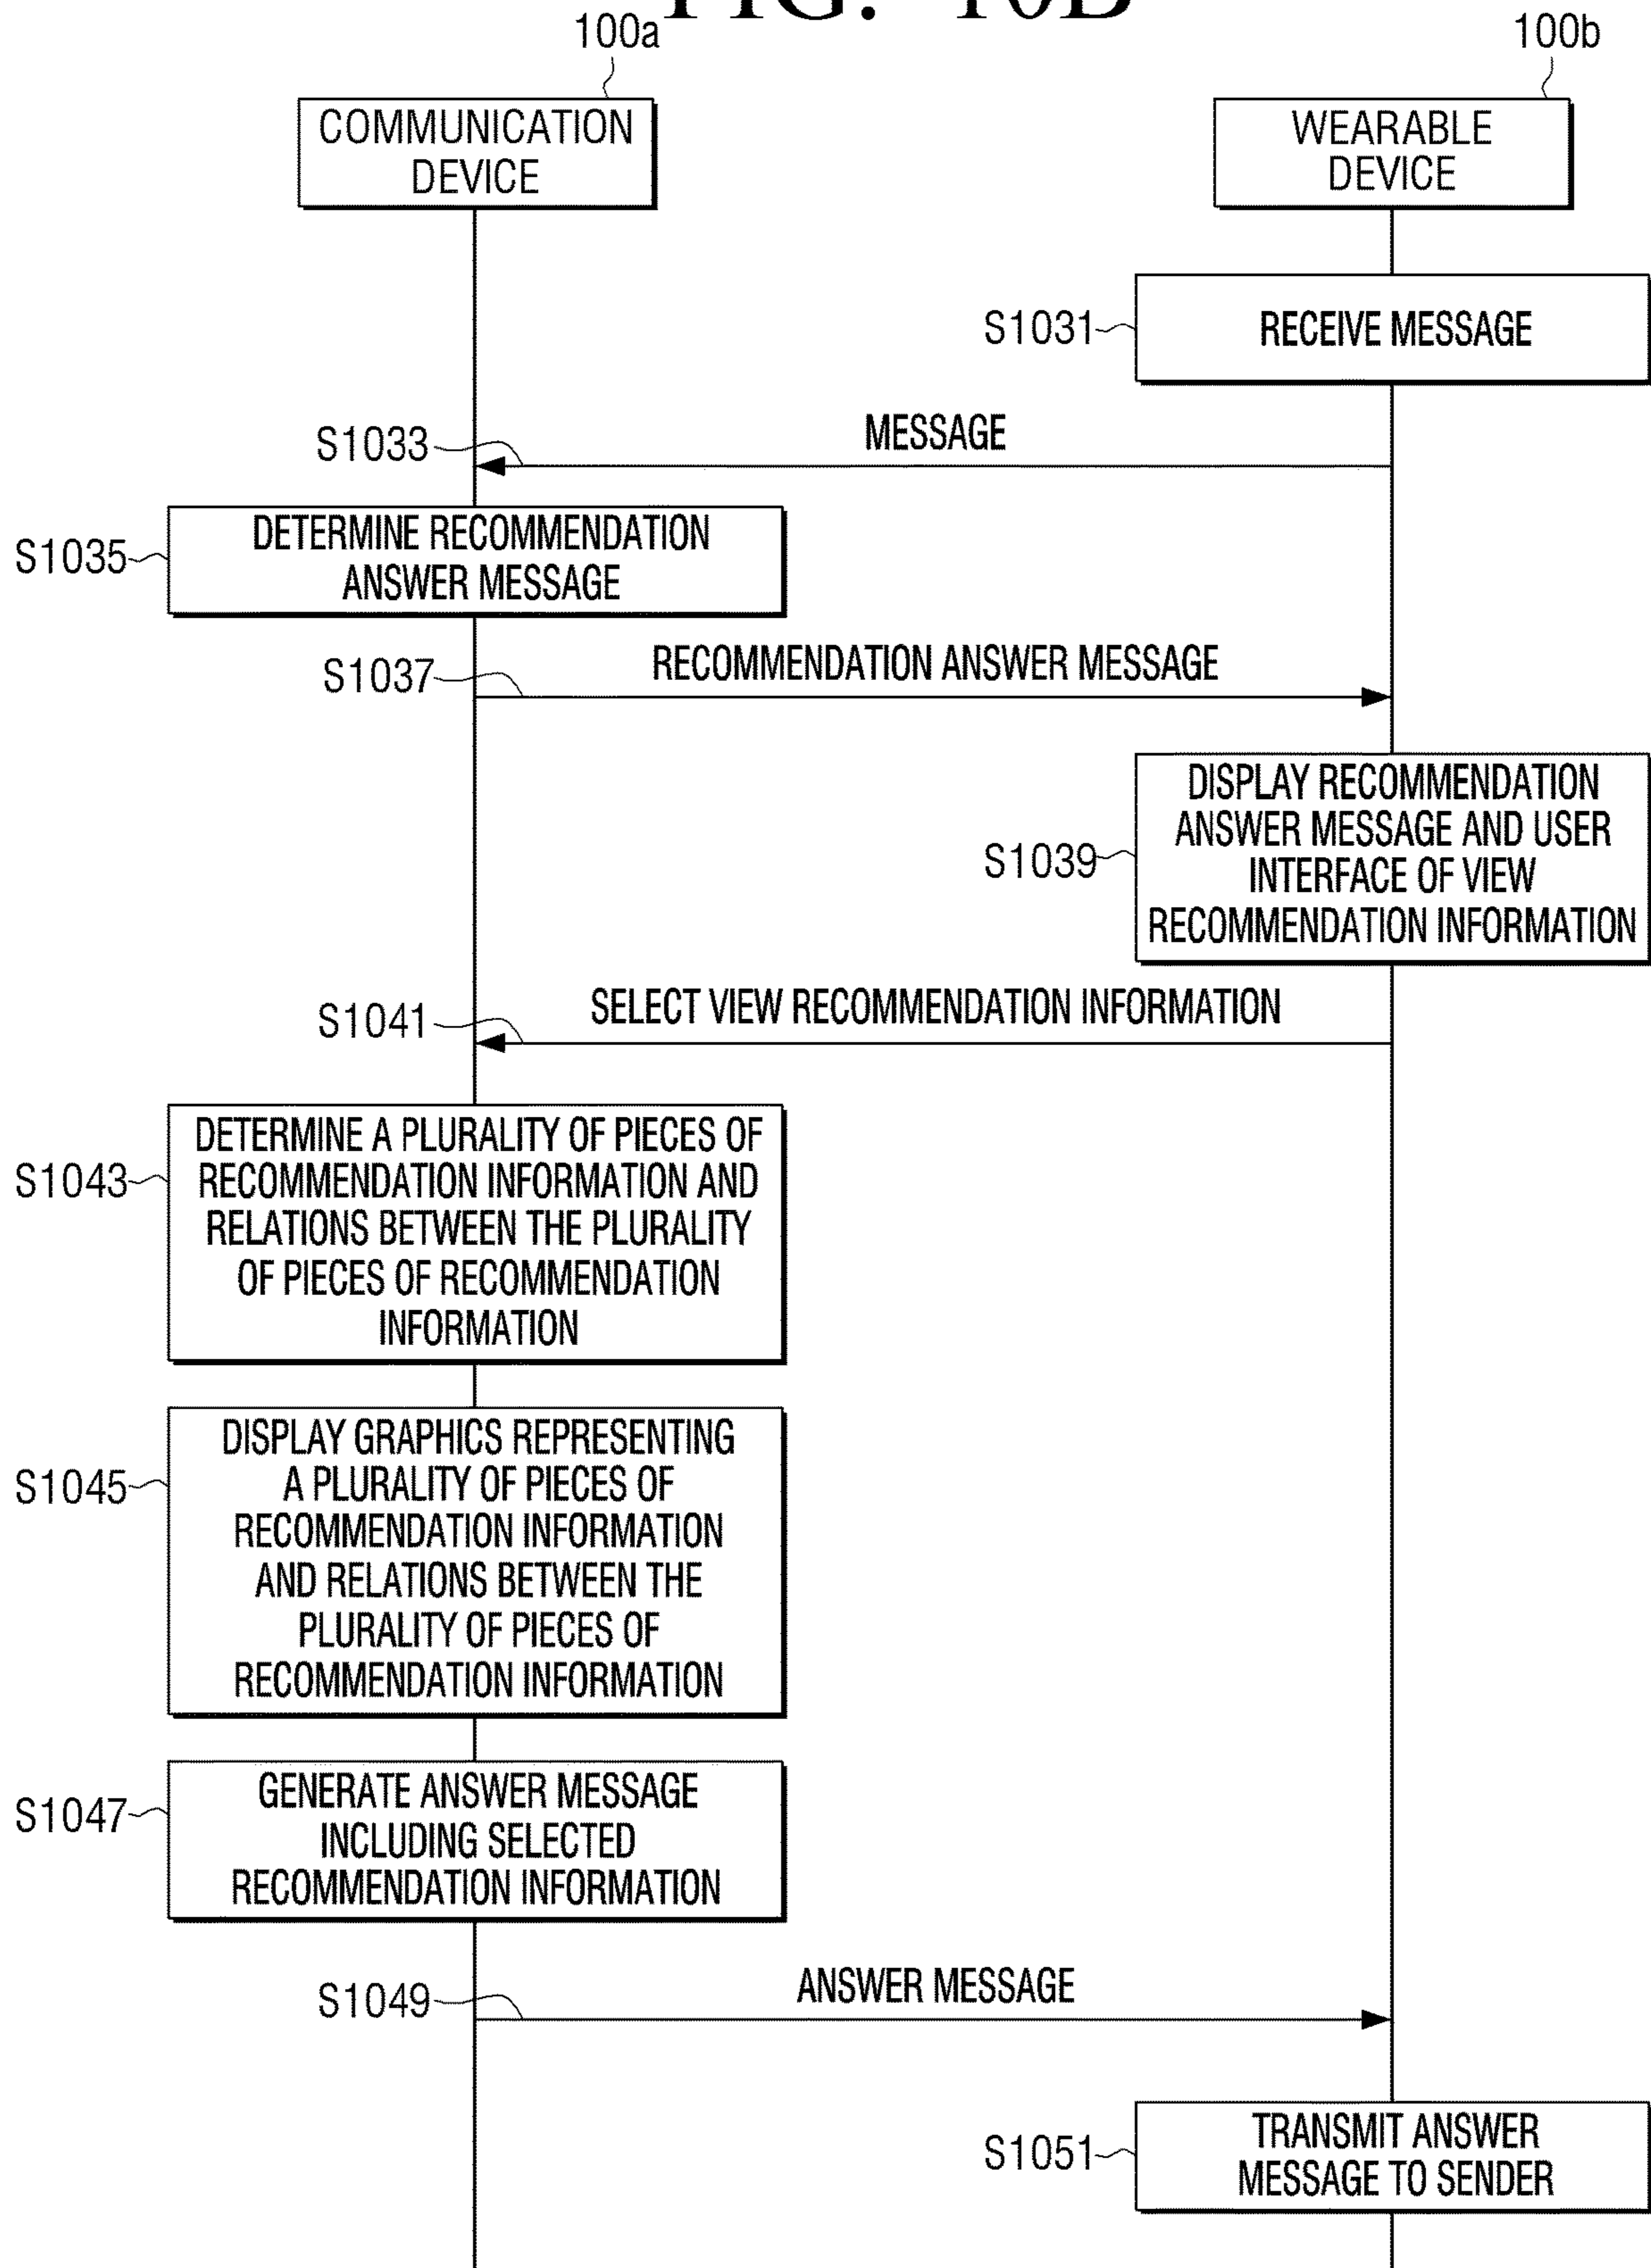 FIG. 10B
100a
100b
COMMUNICATION
DEVICE
WEARABLE
DEVICE
S1031
RECEIVE MESSAGE
S1033
MESSAGE
S1035
DETERMINE RECOMMENDATION
ANSWER MESSAGE
S1037
RECOMMENDATION ANSWER MESSAGE
S1039
DISPLAY RECOMMENDATION
ANSWER MESSAGE AND USER
INTERFACE OF VIEW
RECOMMENDATION INFORMATION
S1041
SELECT VIEW RECOMMENDATION INFORMATION
S1043
DETERMINE A PLURALITY OF PIECES OF
RECOMMENDATION INFORMATION AND
RELATIONS BETWEEN THE PLURALITY
OF PIECES OF RECOMMENDATION
INFORMATION
S1045
DISPLAY GRAPHICS REPRESENTING
A PLURALITY OF PIECES OF
RECOMMENDATION INFORMATION
AND RELATIONS BETWEEN THE
PLURALITY OF PIECES OF
RECOMMENDATION INFORMATION
S1047
GENERATE ANSWER MESSAGE
INCLUDING SELECTED
RECOMMENDATION INFORMATION
S1049
ANSWER MESSAGE
S1051
TRANSMIT ANSWER
MESSAGE TO SENDER